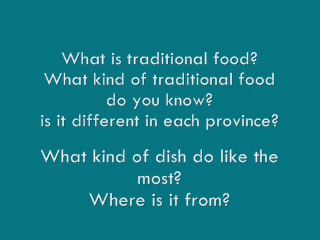 What is traditional food?
What kind of traditional food
do you know?
is it different in each province?
What kind of dish do like the
most?
Where is it from?